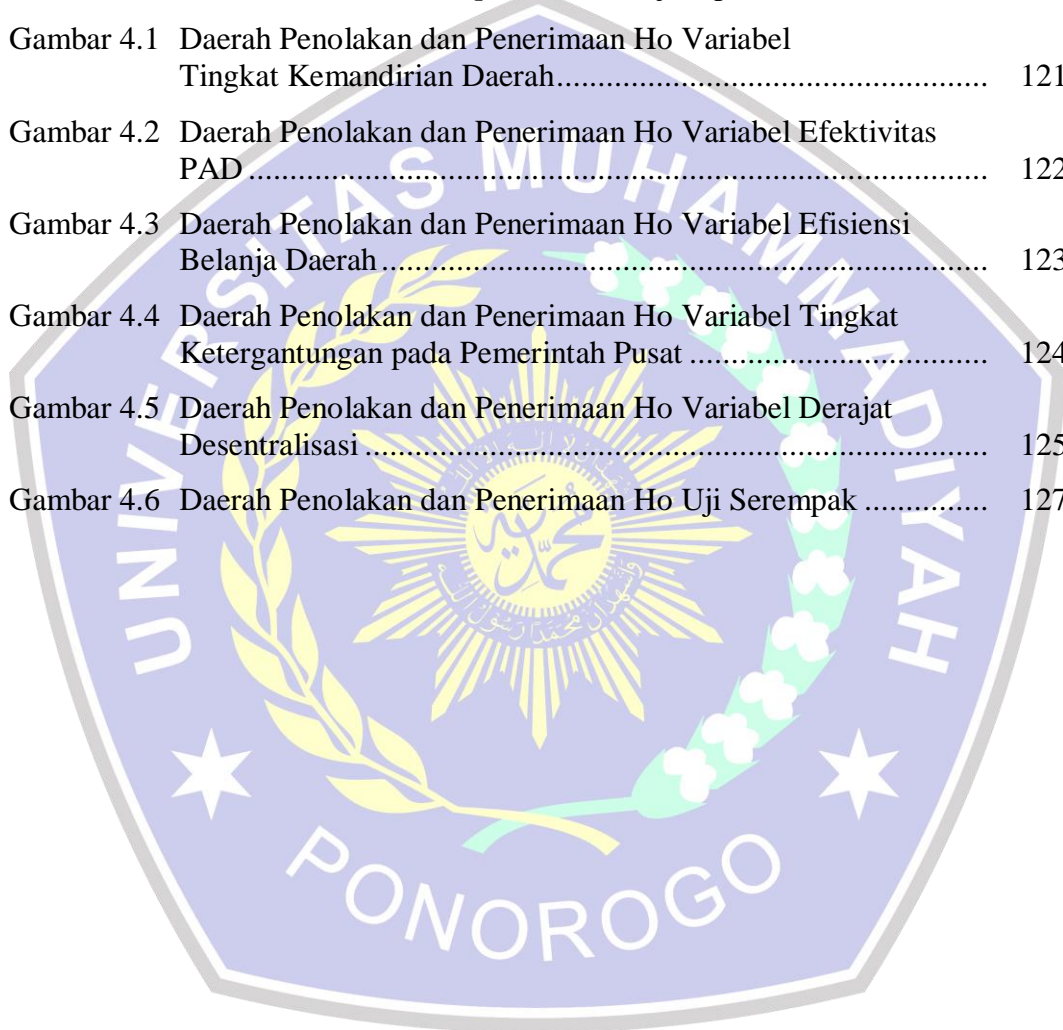 Gambar 4.1 Daerah Penolakan dan Penerimaan Ho Variabel
Tingkat Kemandirian Daerah.................................................... 121
Gambar 4.2 Daerah Penolakan dan Penerimaan Ho Variabel Efektivitas
PAD ........................................................................................ 122
Gambar 4.3 Daerah Penolakan dan Penerimaan Ho Variabel Efisiensi
Belanja Daerah ........................................................................ 123
Gambar 4.4 Daerah Penolakan dan Penerimaan Ho Variabel Tingkat
Ketergantungan pada Pemerintah Pusat .................................... 124
Gambar 4.5 Daerah Penolakan dan Penerimaan Ho Variabel Derajat
Desentralisasi .......................................................................... 125
Gambar 4.6 Daerah Penolakan dan Penerimaan Ho Uji Serempak ............... 127
UNIVERSITAS MUHAMMADIYAH
PONOROGO